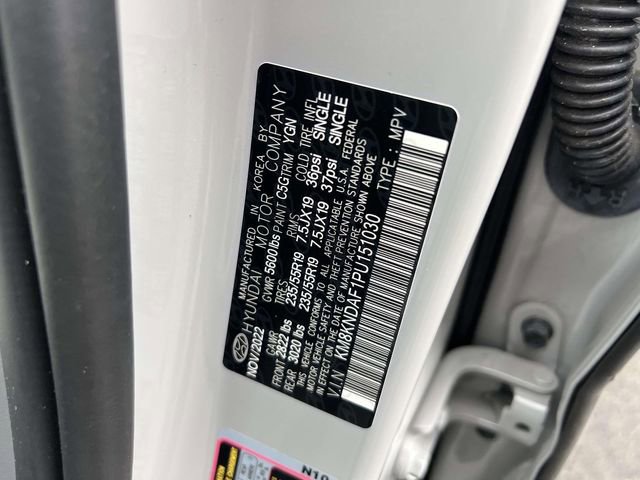 HYUNDAI MOTOR COMPANY
MANUFACTURED IN KOREA BY
NOV/2022 GVWR 5600lbs PAINT C5G TRIM YGN
GAWR TIRES RIMS COLD TIRE INFL
FRONT 2822 lbs 235/55R19 7.5JX19 36psi SINGLE
REAR 3020 lbs 235/55R19 7.5JX19 37psi SINGLE
THIS VEHICLE CONFORMS TO ALL APPLICABLE U.S.A. FEDERAL
MOTOR VEHICLE SAFETY AND THEFT PREVENTION STANDARDS
IN EFFECT ON THE DATE OF MANUFACTURE SHOWN ABOVE
V.I.N: KM8KNDAF1PU151030 TYPE : MPV
N10